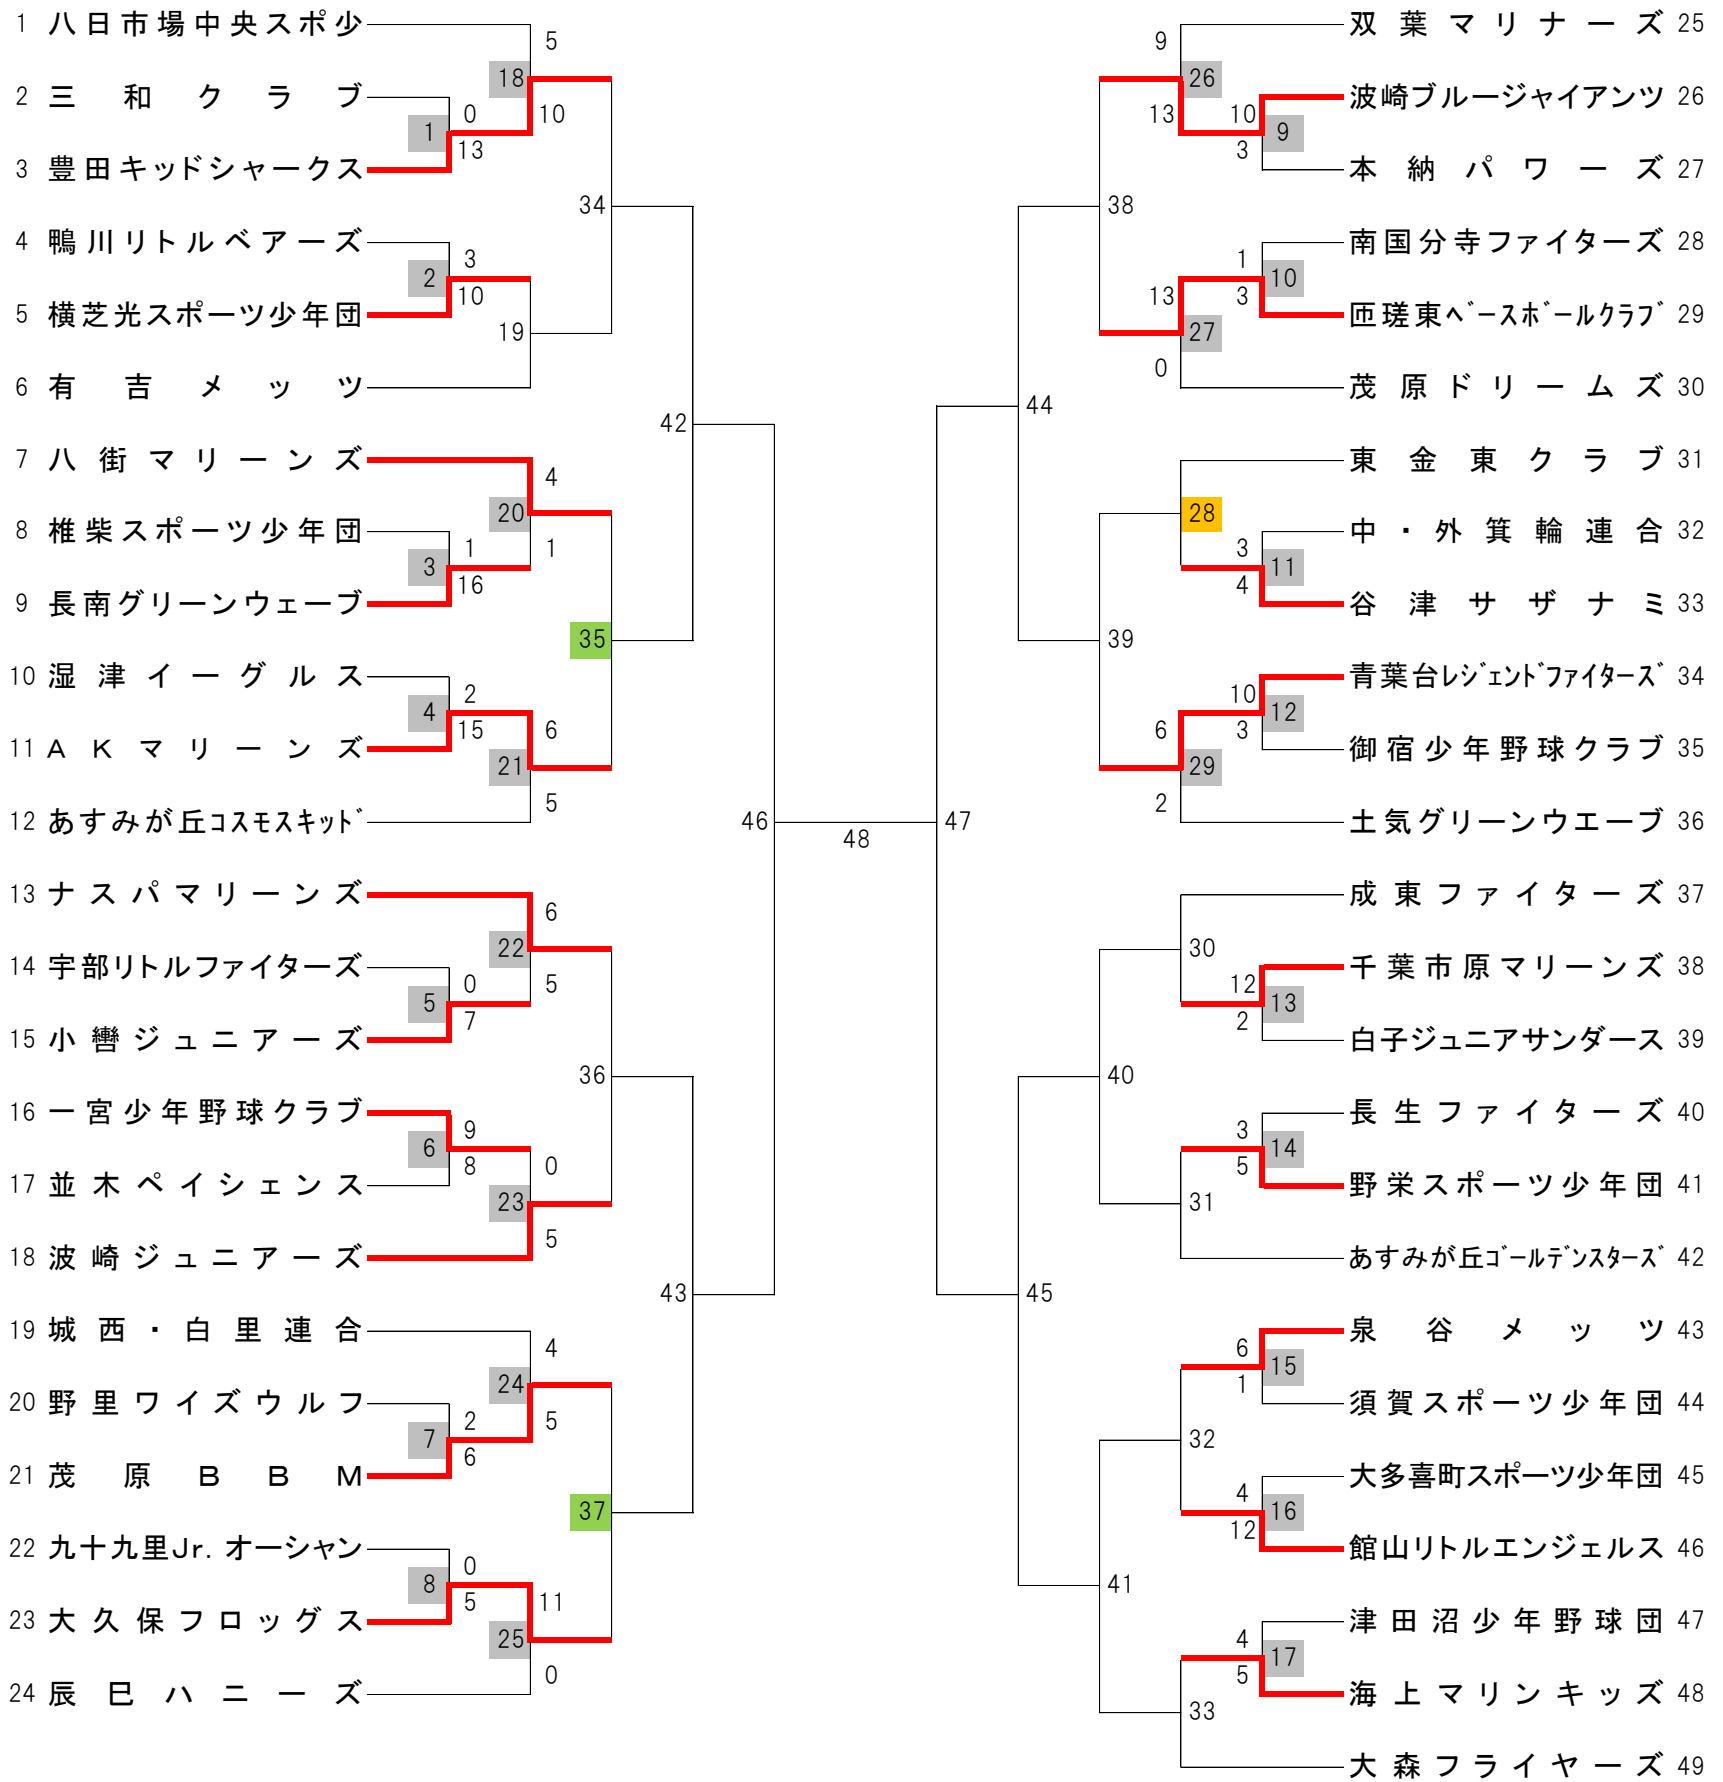 1 八日市場中央スポ少
5
18
2 三和クラブ
0
10
1
13
3 豊田キッドシャークス
34
4 鴨川リトルベアーズ
3
2
10
5 横芝光スポーツ少年団
19
6 有吉メッツ
42
7 八街マリーンズ
4
20
8 椎柴スポーツ少年団
1
1
3
16
9 長南グリーンウェーブ
35
10 湿津イーグルス
2
4
15
6
11 AKマリーンズ
21
5
12 あすみが丘コスモスキッド
46
48
13 ナスパマリーンズ
6
22
14 宇部リトルファイターズ
0
5
5
7
15 小轡ジュニアーズ
36
16 一宮少年野球クラブ
9
6
8
0
17 並木ペイシェンス
23
5
18 波崎ジュニアーズ
43
19 城西・白里連合
4
24
20 野里ワイズウルフ
2
5
7
6
21 茂原BBM
37
22 九十九里Jr.オーシャン
0
8
5
11
23 大久保フロッグス
25
0
24 辰巳ハニーズ
双葉マリナーズ 25
9
26
波崎ブルージャイアンツ 26
13
10
9
3
本納パワーズ 27
38
南国分寺ファイターズ 28
1
10
13
3
匝瑳東ベースボールクラブ 29
27
0
茂原ドリームズ 30
44
東金東クラブ 31
28
中・外箕輪連合 32
3
11
4
谷津サザナミ 33
39
青葉台レジェンドファイターズ 34
10
12
6
3
御宿少年野球クラブ 35
29
2
土気グリーンウエーブ 36
47
成東ファイターズ 37
30
千葉市原マリーンズ 38
12
13
2
白子ジュニアサンダース 39
40
長生ファイターズ 40
3
14
5
野栄スポーツ少年団 41
31
あすみが丘ゴールデンスターズ 42
45
泉谷メッツ 43
6
15
1
須賀スポーツ少年団 44
32
大多喜町スポーツ少年団 45
4
16
12
館山リトルエンジェルス 46
41
津田沼少年野球団 47
4
17
5
海上マリンキッズ 48
33
大森フライヤーズ 49